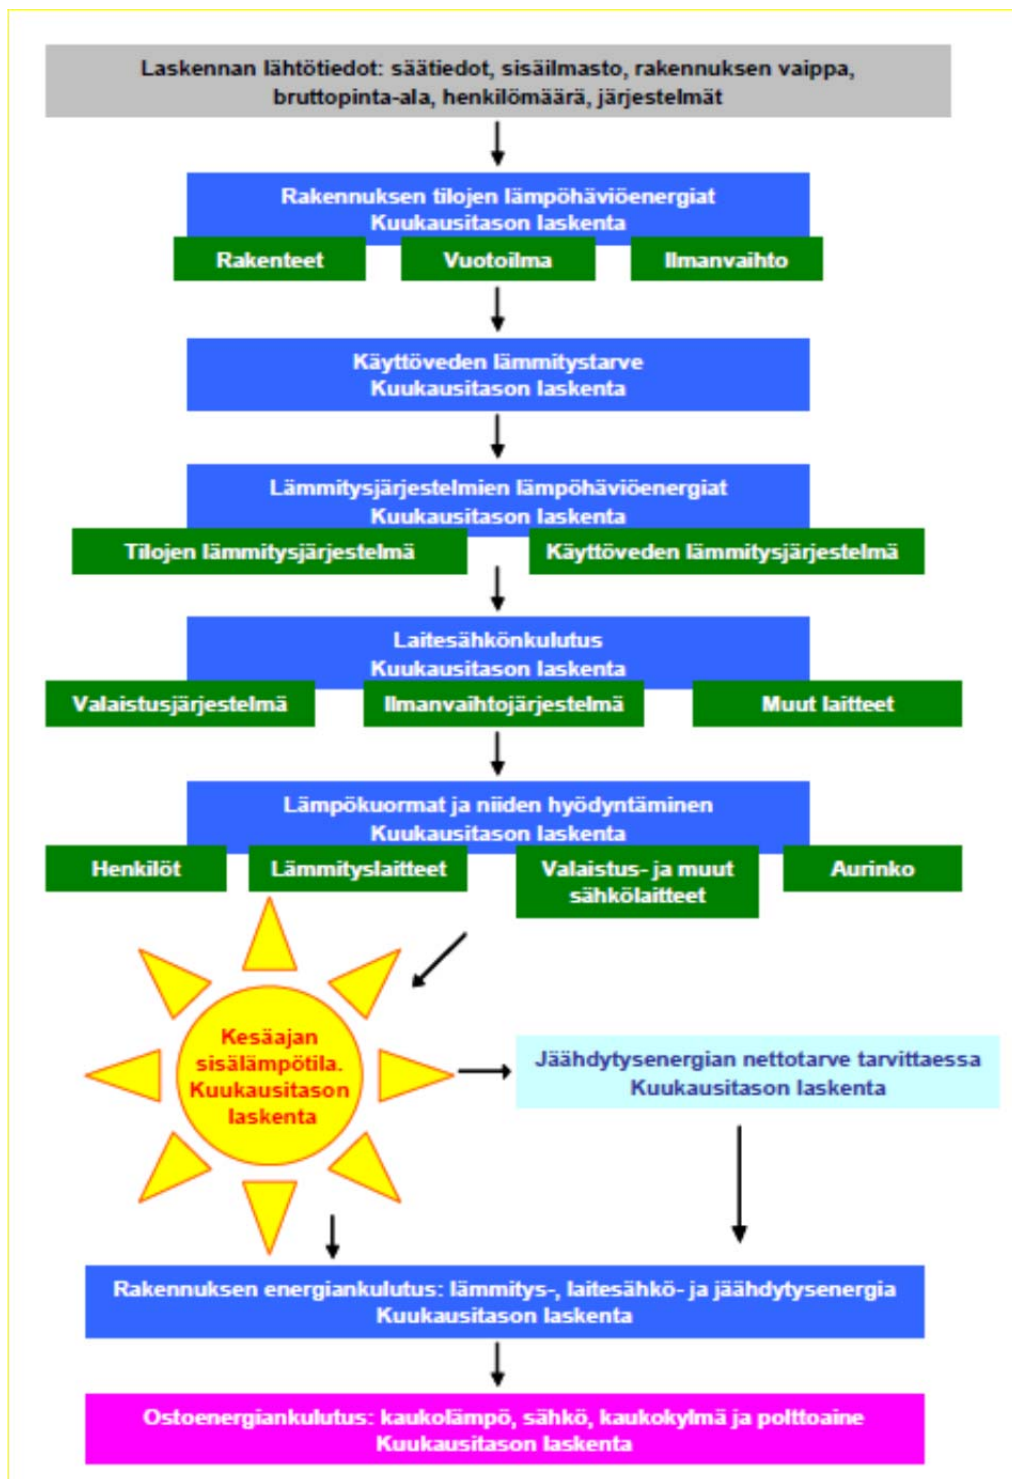 Laskennan lähtötiedot: säätiedot, sisäilmasto, rakennuksen vaippa,
bruttopinta-ala, henkilömäärä, järjestelmät
Rakennuksen tilojen lämpöhäviöenergiat
Kuukausitason laskenta
Rakenteet
Vuotoilma
Ilmanvaihto
Käyttöveden lämmitystarve
Kuukausitason laskenta
Lämmitysjärjestelmien lämpöhäviöenergiat
Kuukausitason laskenta
Tilojen lämmitysjärjestelmä
Käyttöveden lämmitysjärjestelmä
Laitesähkönkulutus
Kuukausitason laskenta
Valaistusjärjestelmä
Ilmanvaihtojärjestelmä
Muut laitteet
Lämpökuormat ja niiden hyödyntäminen
Kuukausitason laskenta
Henkilöt
Lämmityslaitteet
Valaistus- ja muut
sähkölaitteet
Aurinko
Kesäajan
sisälämpötila.
Kuukausitason
laskenta
Jäähdytysenergian nettotarve tarvittaessa
Kuukausitason laskenta
Rakennuksen energiankulutus: lämmitys-, laitesähkö- ja jäähdytysenergia
Kuukausitason laskenta
Ostoenergiankulutus: kaukolämpö, sähkö, kaukokylmä ja polttoaine
Kuukausitason laskenta